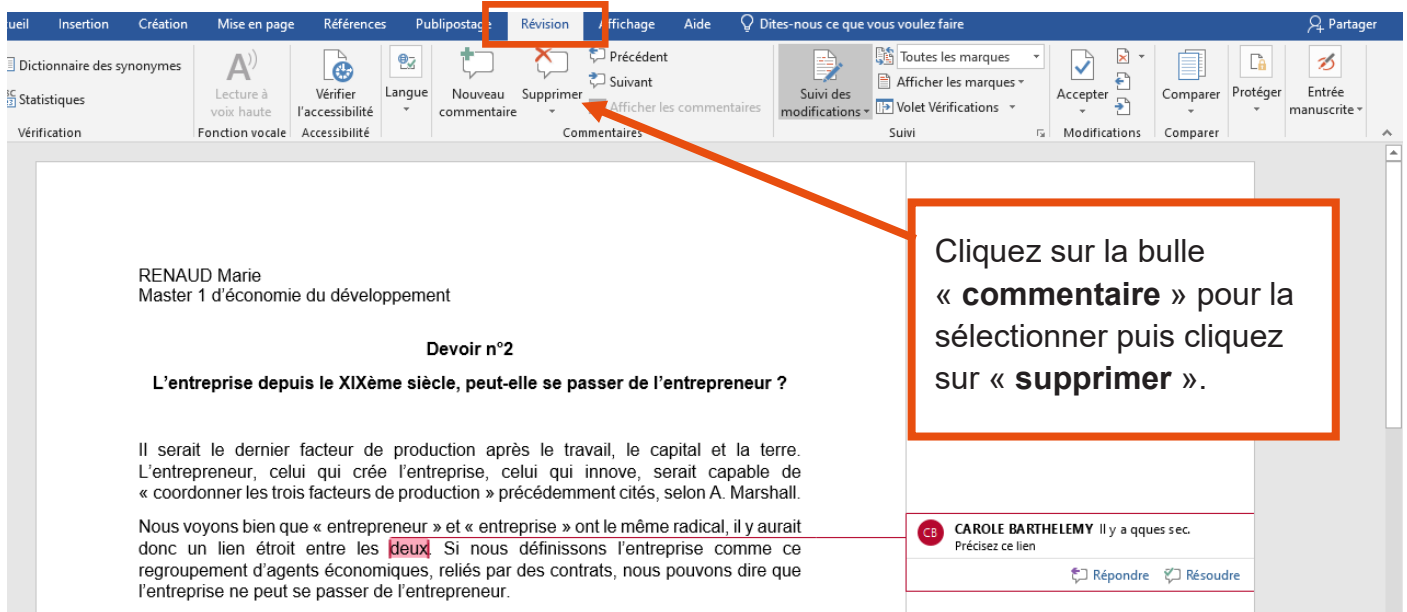 ueil Insertion Création Mise en page Références Publipostage Révision Affichage Aide Dites-nous ce que vous voulez faire Partager
Dictionnaire des synonymes
Statistiques
Vérification
Lecture à
voix haute
Fonction vocale
Vérifier
l'accessibilité
Accessibilité
Langue
Nouveau
commentaire
Supprimer
Précédent
Suivant
Afficher les commentaires
Commentaires
Suivi des
modifications
Toutes les marques
Afficher les marques
Volet Vérifications
Suivi
Accepter
Modifications
Comparer
Comparer
Protéger
Entrée
manuscrite
Cliquez sur la bulle
« commentaire » pour la
sélectionner puis cliquez
sur « supprimer ».
RENAUD Marie
Master 1 d'économie du développement
Devoir n°2
L'entreprise depuis le XIXème siècle, peut-elle se passer de l'entrepreneur ?
Il serait le dernier facteur de production après le travail, le capital et la terre.
L'entrepreneur, celui qui crée l'entreprise, celui qui innove, serait capable de
« coordonner les trois facteurs de production » précédemment cités, selon A. Marshall.
Nous voyons bien que « entrepreneur » et « entreprise » ont le même radical, il y aurait
donc un lien étroit entre les deux. Si nous définissons l'entreprise comme ce
regroupement d'agents économiques, reliés par des contrats, nous pouvons dire que
l'entreprise ne peut se passer de l'entrepreneur.
CB CAROLE BARTHELEMY Il y a qques sec.
Précisez ce lien
Répondre Résoudre